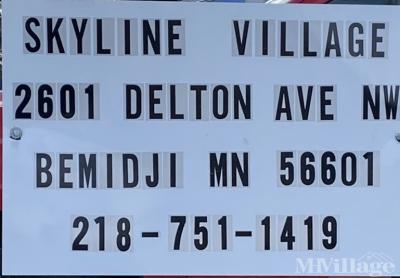 SKYLINE VILLAGE
2601 DELTON AVE NW
BEMIDJI MN 56601
218-751-1419
MHVillage